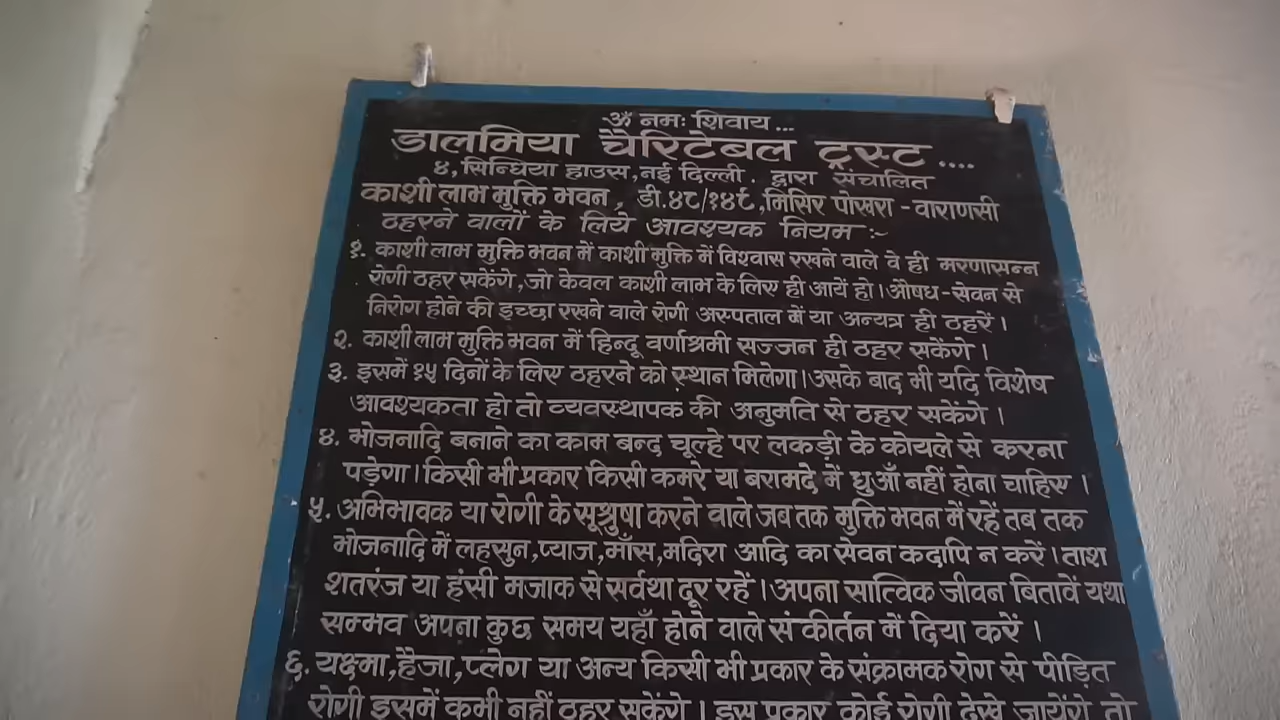 ॐ नमः शिवाय...
डालमिया चैरिटेबल ट्रस्ट....
४, सिन्धिया हाउस, नई दिल्ली. द्वारा संचालित
काशी लाभ मुक्ति भवन, डी.४८/१४९, मिसिर पोखरा - वाराणसी
ठहरने वालों के लिये आवश्यक नियम :-
१. काशी लाभ मुक्ति भवन में काशी मुक्ति में विश्वास रखने वाले वे ही मरणासन्न
रोगी ठहर सकेंगे, जो केवल काशी लाभ के लिए ही आयें हो। औषध-सेवन से
निरोग होने की इच्छा रखने वाले रोगी अस्पताल में या अन्यत्र ही ठहरें।
२. काशी लाभ मुक्ति भवन में हिन्दू वर्णाश्रमी सज्जन ही ठहर सकेंगे।
३. इसमें १५ दिनों के लिए ठहरने को स्थान मिलेगा। उसके बाद भी यदि विशेष
आवश्यकता हो तो व्यवस्थापक की अनुमति से ठहर सकेंगे।
४. भोजनादि बनाने का काम बन्द चूल्हे पर लकड़ी के कोयले से करना
पड़ेगा। किसी भी प्रकार किसी कमरे या बरामदे में धुआँ नहीं होना चाहिए।
५. अभिभावक या रोगी के सूश्रुषा करने वाले जब तक मुक्ति भवन में रहें तब तक
भोजनादि में लहसुन, प्याज, माँस, मदिरा आदि का सेवन कदापि न करें। ताश
शतरंज या हंसी मजाक से सर्वथा दूर रहें। अपना सात्विक जीवन बितावें यथा
सम्भव अपना कुछ समय यहाँ होने वाले संकीर्तन में दिया करें।
६. यक्ष्मा, हैजा, प्लेग या अन्य किसी भी प्रकार के संक्रामक रोग से पीड़ित
रोगी इसमें कभी नहीं ठहर सकेंगे। इस प्रकार कोई रोगी देखे जायेंगे तो